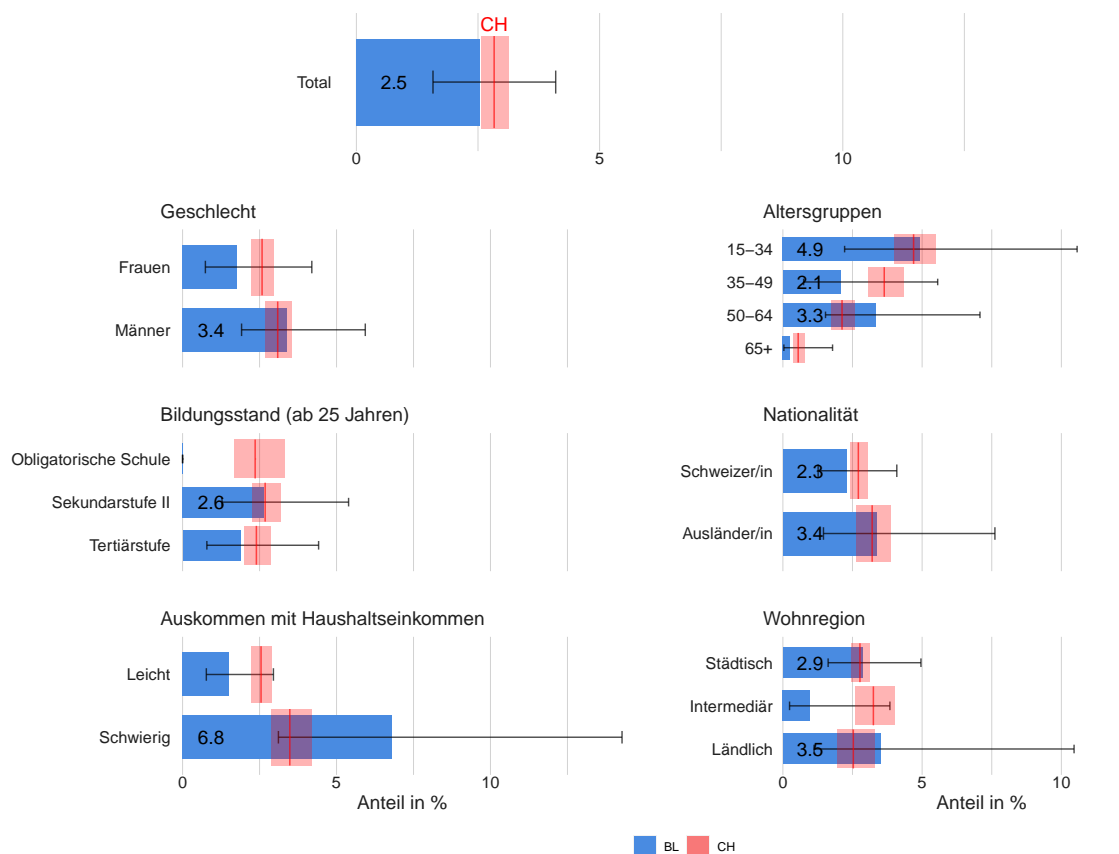 CH
Total
2.5
0
5
10
Geschlecht
Frauen
Männer
3.4
Altersgruppen
15–34
4.9
35–49
2.1
50–64
3.3
65+
Bildungsstand (ab 25 Jahren)
Obligatorische Schule
Sekundarstufe II
2.6
Tertiärstufe
Nationalität
Schweizer/in
2.3
Ausländer/in
3.4
Auskommen mit Haushaltseinkommen
Leicht
Schwierig
6.8
0
5
10
Anteil in %
Wohnregion
Städtisch
2.9
Intermediär
Ländlich
3.5
0
5
10
Anteil in %
BL
CH